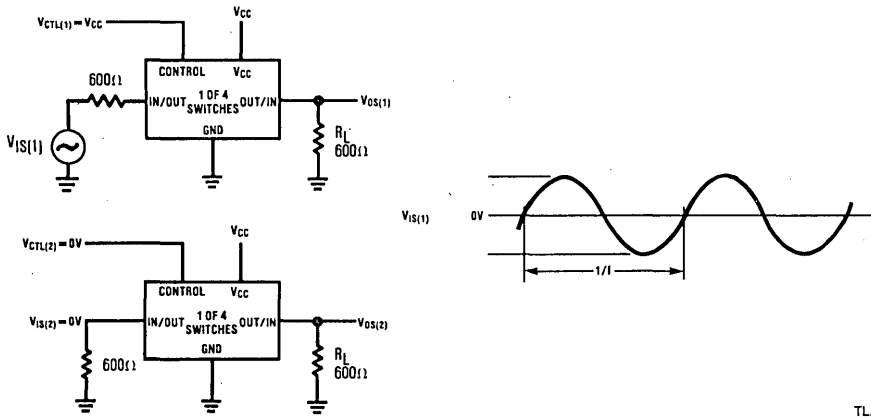 VCTL(1)=VCC
VCC
600Ω
CONTROL VCC
IN/OUT 1 OF 4 SWITCHES OUT/IN
VOS(1)
GND
VIS(1)
RL
600Ω
VCTL(2)=0V
VCC
CONTROL VCC
VIS(2)=0V
IN/OUT 1 OF 4 SWITCHES OUT/IN
VOS(2)
GND
600Ω
RL
600Ω
VIS(1)
0V
1/f
TL